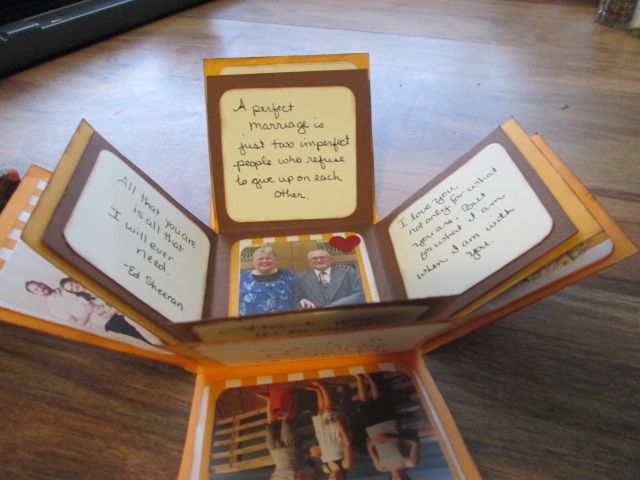 A perfect
marriage is
just two imperfect
people who refuse
to give up on each
other.
All that you are
is all that
I will ever
need.
-Ed Sheeran
I love you,
not only for what
you are, But
for what I am
when I am with
you.